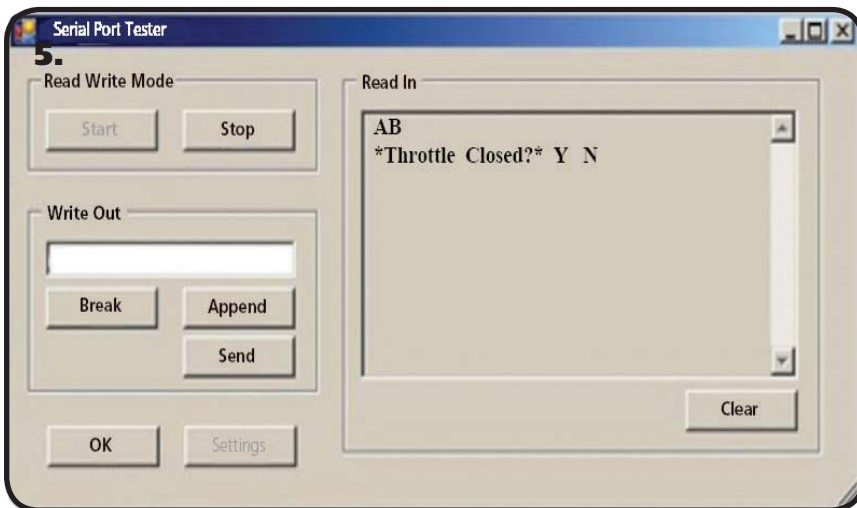 Serial Port Tester
5.
Read Write Mode
Start Stop
Write Out
Break Append
Send
OK Settings
Read In
AB
*Throttle Closed?* Y N
Clear